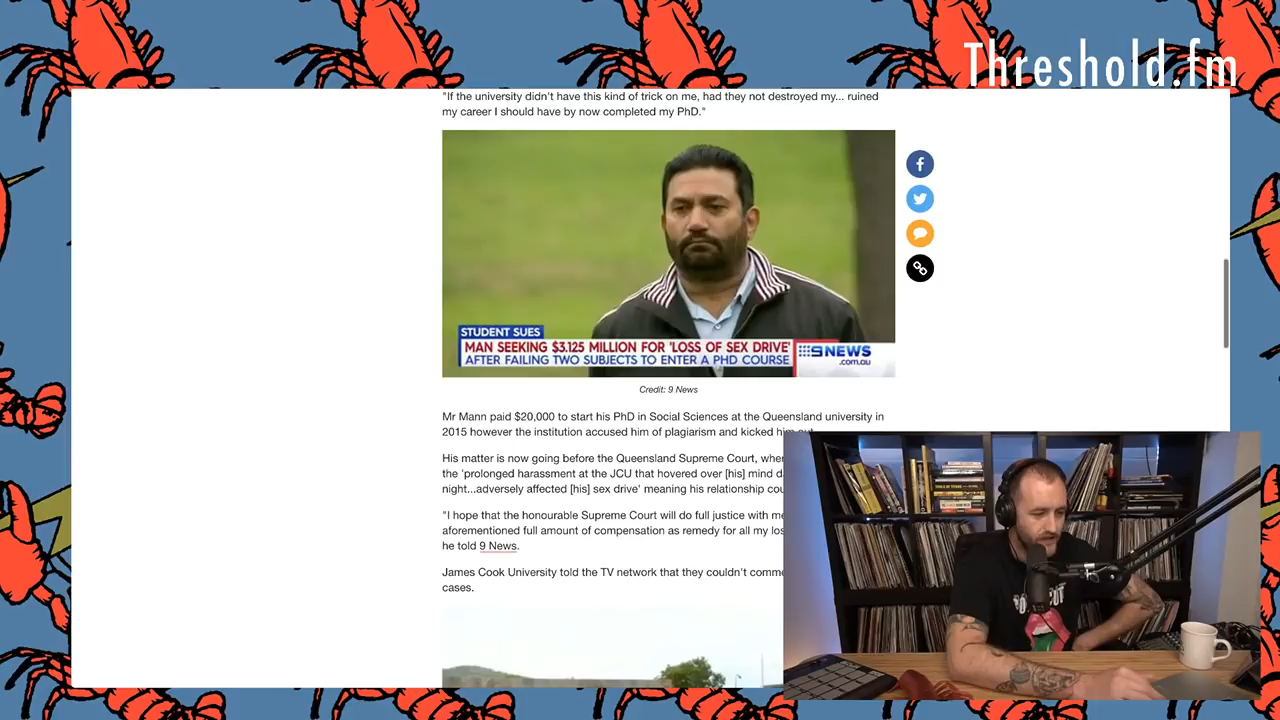 Threshold.fm
"If the university didn't have this kind of trick on me, had they not destroyed my... ruined
my career I should have by now completed my PhD."
STUDENT SUES
MAN SEEKING $3.125 MILLION FOR 'LOSS OF SEX DRIVE'
AFTER FAILING TWO SUBJECTS TO ENTER A PHD COURSE
9NEWS
.com.au
Credit: 9 News
Mr Mann paid $20,000 to start his PhD in Social Sciences at the Queensland university in
2015 however the institution accused him of plagiarism and kicked him out.
His matter is now going before the Queensland Supreme Court, wher
the 'prolonged harassment at the JCU that hovered over [his] mind d
night...adversely affected [his] sex drive' meaning his relationship cou
"I hope that the honourable Supreme Court will do full justice with me
aforementioned full amount of compensation as remedy for all my los
he told 9 News.
James Cook University told the TV network that they couldn't comme
cases.